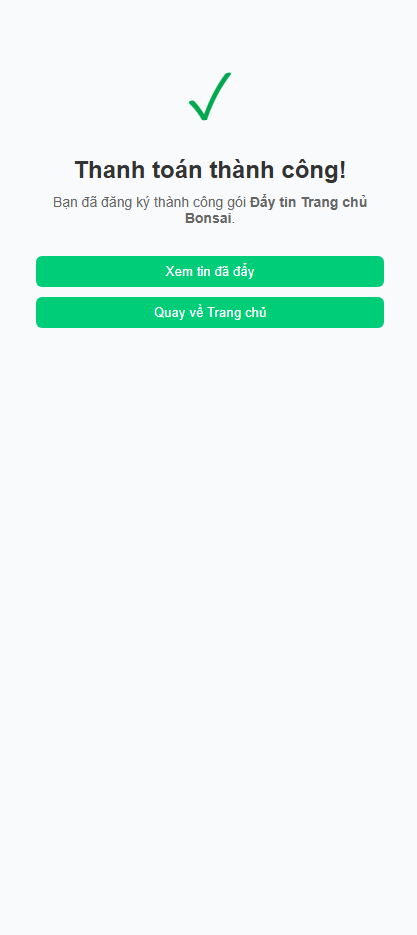 Thanh toán thành công!
Bạn đã đăng ký thành công gói Đẩy tin Trang chủ
Bonsai.
Xem tin đã đẩy
Quay về Trang chủ